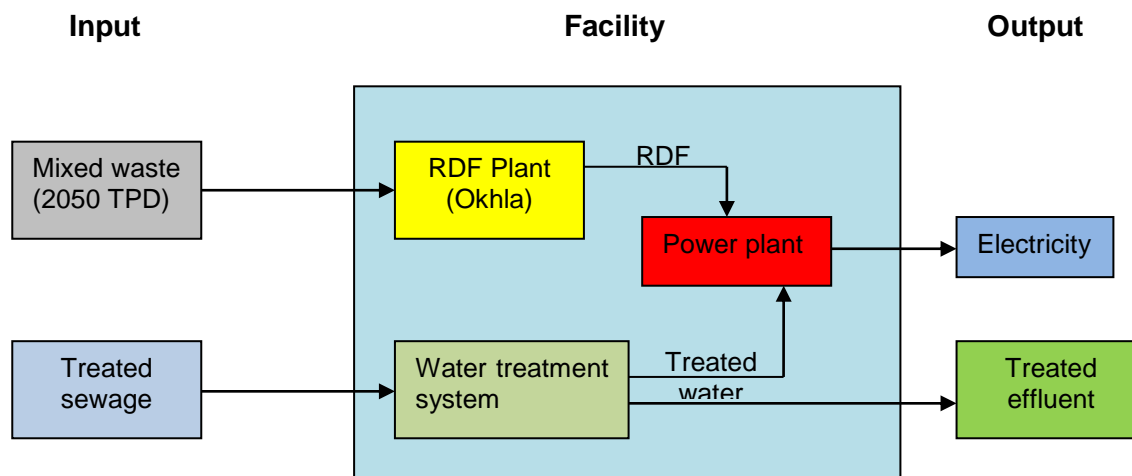 Input
Facility
Output
Mixed waste
(2050 TPD)
RDF Plant
(Okhla)
RDF
Power plant
Electricity
Treated
sewage
Water treatment
system
Treated
water
Treated
effluent